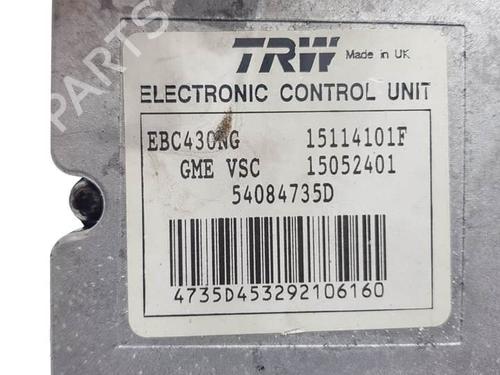 PARTS
TRW Made in UK
ELECTRONIC CONTROL UNIT
EBC430NG 15114101F
GME VSC 15052401
54084735D
4735D453292106160